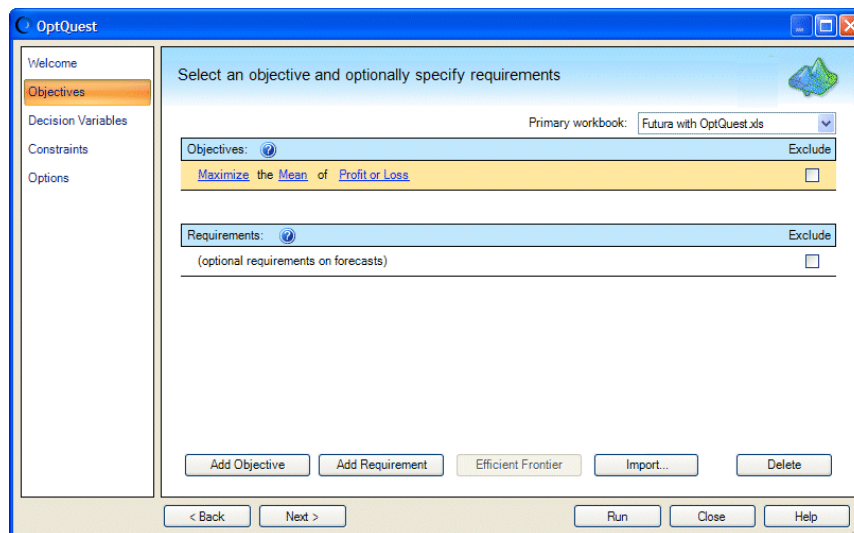 OptQuest
Welcome
Objectives
Decision Variables
Constraints
Options
Select an objective and optionally specify requirements
Primary workbook: Futura with OptQuest.xls
Objectives: ? Exclude
Maximize the Mean of Profit or Loss
Requirements: ? Exclude
(optional requirements on forecasts)
Add Objective Add Requirement Efficient Frontier Import... Delete
< Back Next > Run Close Help